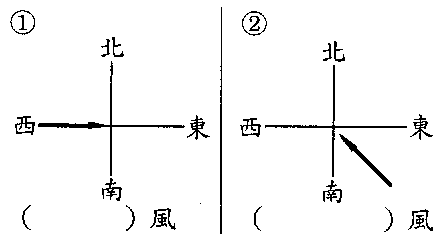 ①
北
西 東
南
( ) 風
②
北
西 東
南
( ) 風